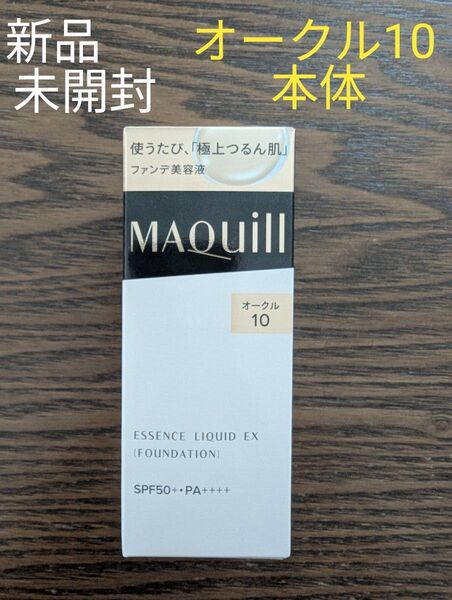 新品
未開封
オークル10
本体
使うたび、「極上つるん肌」
ファンデ美容液
MAQuill
オークル
10
ESSENCE LIQUID EX
(FOUNDATION)
SPF50+・PA++++